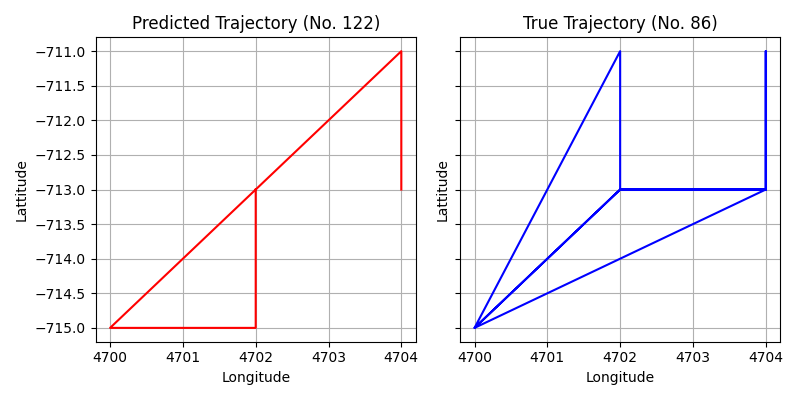 Predicted Trajectory (No. 122)
True Trajectory (No. 86)
Lattitude
−711.0
−711.5
−712.0
−712.5
−713.0
−713.5
−714.0
−714.5
−715.0
4700 4701 4702 4703 4704
Longitude
Lattitude
4700 4701 4702 4703 4704
Longitude